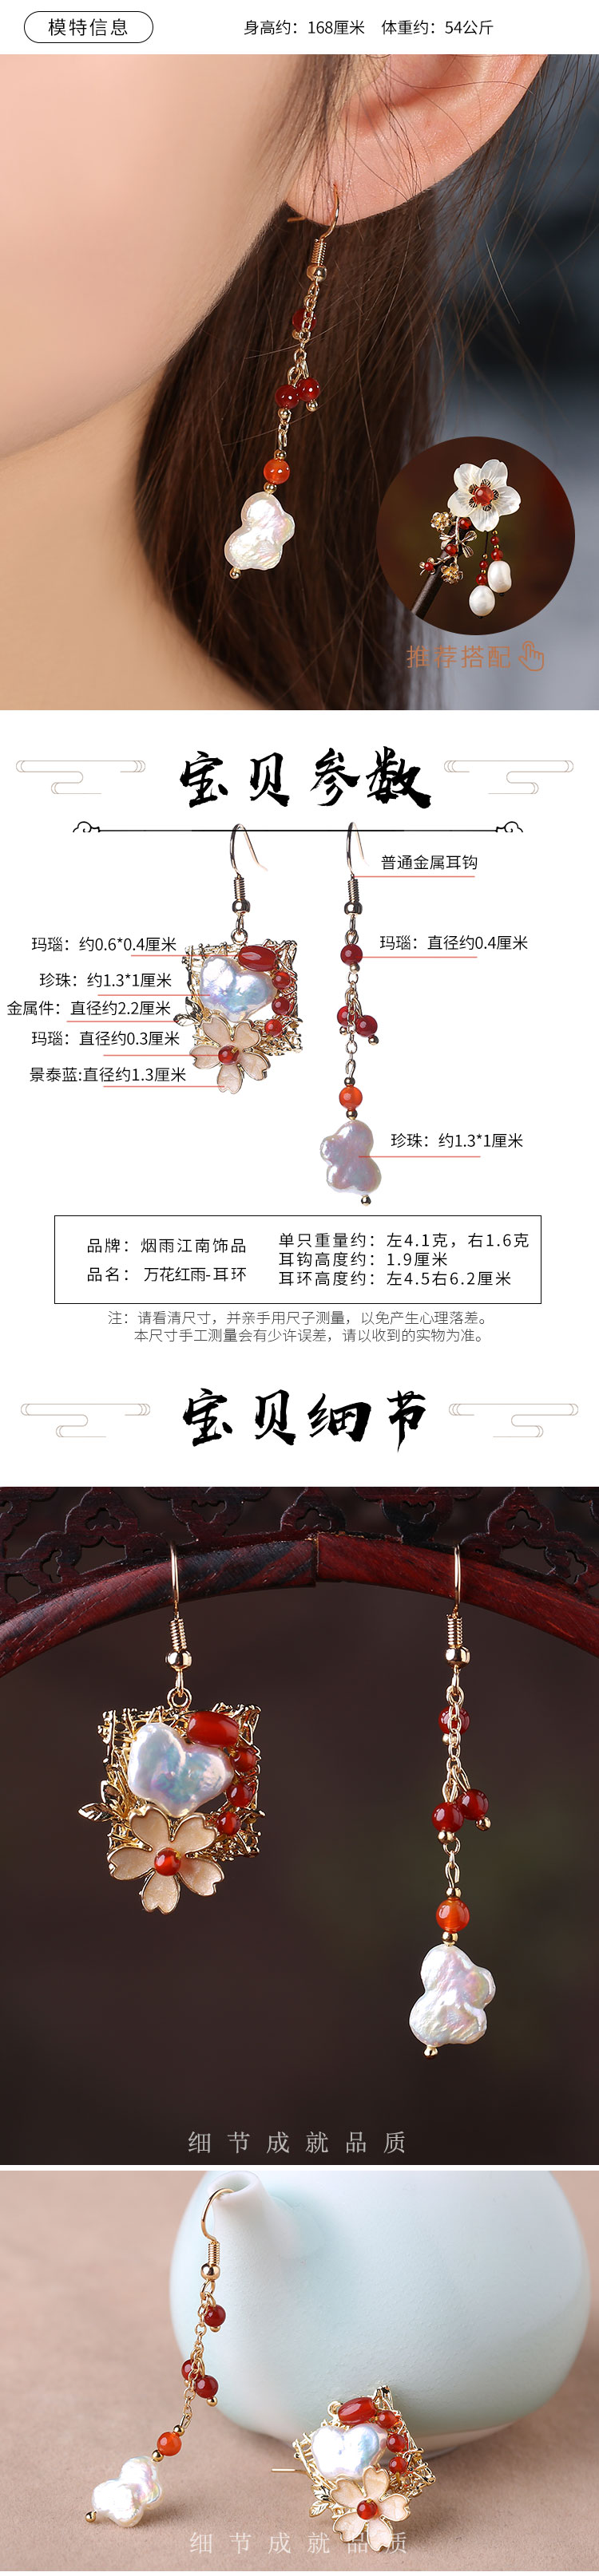 模特信息
身高约：168厘米 体重约：54公斤
推荐搭配
宝贝参数
普通金属耳钩
玛瑙：约0.6*0.4厘米
玛瑙：直径约0.4厘米
珍珠：约1.3*1厘米
金属件：直径约2.2厘米
玛瑙：直径约0.3厘米
景泰蓝:直径约1.3厘米
珍珠：约1.3*1厘米
品牌：烟雨江南饰品
品名：万花红雨-耳环
单只重量约：左4.1克，右1.6克
耳钩高度约：1.9厘米
耳环高度约：左4.5右6.2厘米
注：请看清尺寸，并亲手用尺子测量，以免产生心理落差。
本尺寸手工测量会有少许误差，请以收到的实物为准。
宝贝细节
细节成就品质
细节成就品质